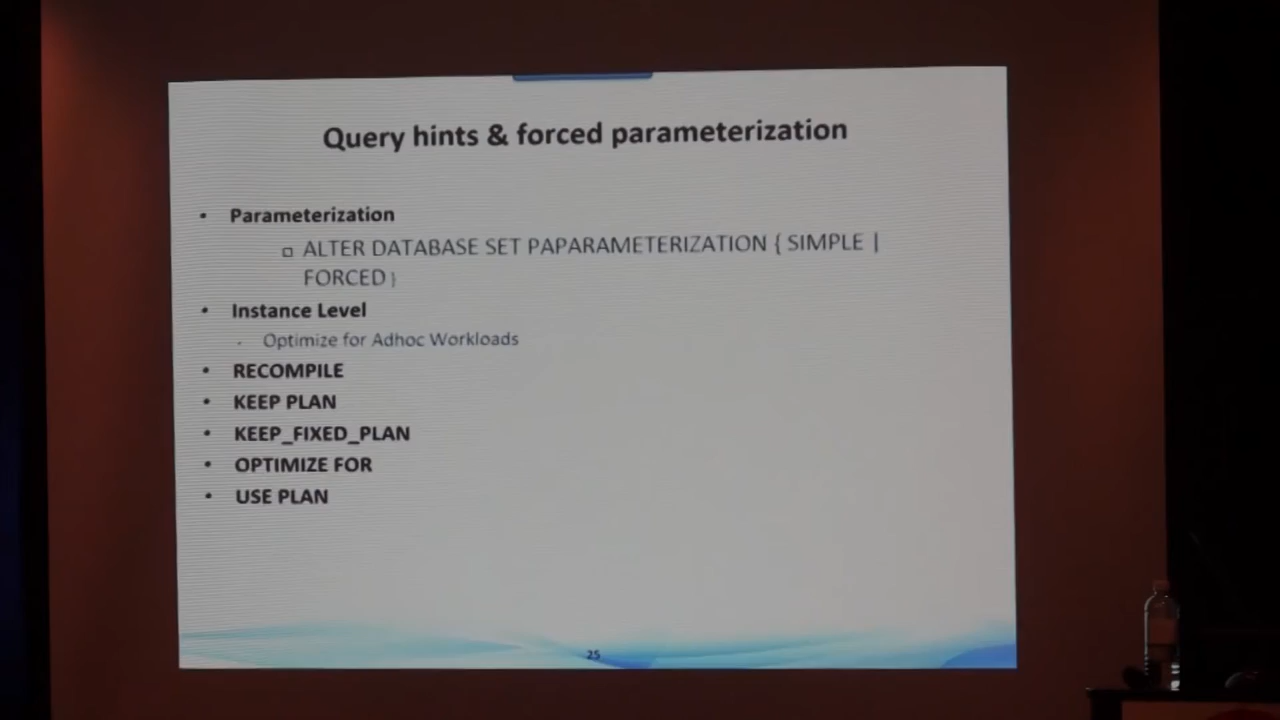 Query hints & forced parameterization
• Parameterization
▫ ALTER DATABASE SET PAPARAMETERIZATION { SIMPLE |
FORCED }
• Instance Level
- Optimize for Adhoc Workloads
• RECOMPILE
• KEEP PLAN
• KEEP_FIXED_PLAN
• OPTIMIZE FOR
• USE PLAN
25